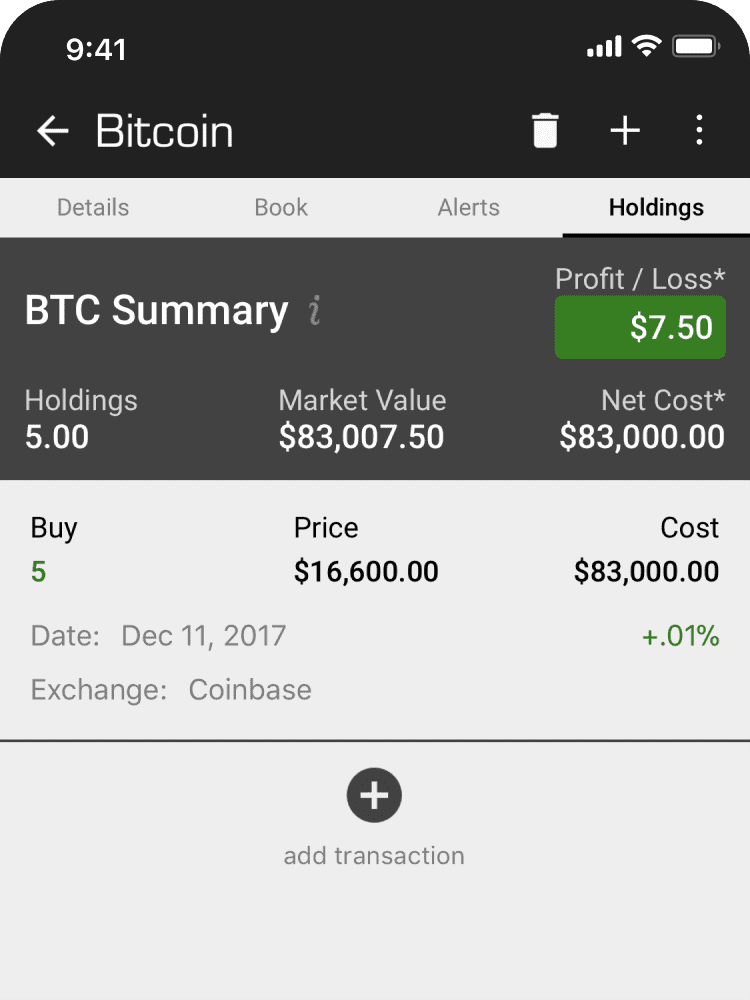 9:41
Bitcoin
Details Book Alerts Holdings
Profit / Loss*
BTC Summary i
$7.50
Holdings Market Value Net Cost*
5.00 $83,007.50 $83,000.00
Buy Price Cost
5 $16,600.00 $83,000.00
Date: Dec 11, 2017 +.01%
Exchange: Coinbase
add transaction